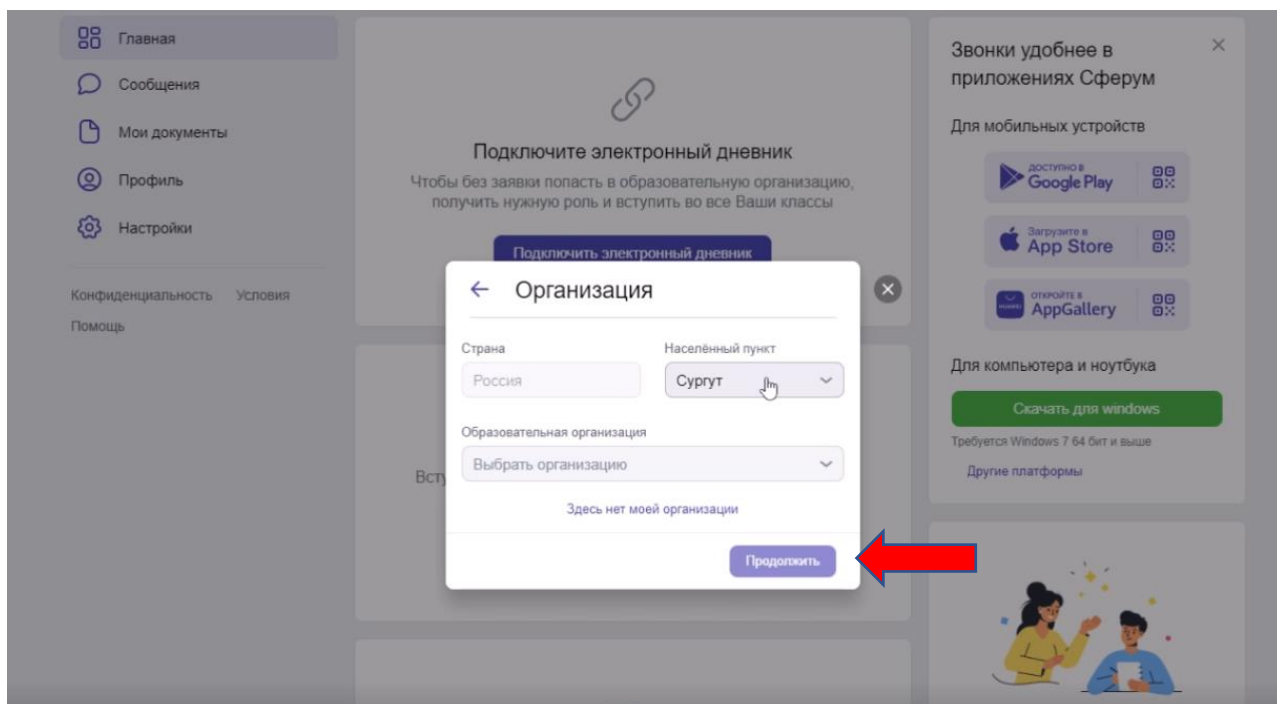 Главная
Сообщения
Мои документы
Профиль
Настройки
Конфиденциальность Условия
Помощь
Подключите электронный дневник
Чтобы без заявки попасть в образовательную организацию,
получить нужную роль и вступить во все Ваши классы
Подключить электронный дневник
Организация
Страна
Населённый пункт
Россия
Сургут
Образовательная организация
Выбрать организацию
Здесь нет моей организации
Продолжить
Звонки удобнее в
приложениях Сферум
Для мобильных устройств
ДОСТУПНО В
Google Play
Загрузите в
App Store
ОТКРОЙТЕ В
AppGallery
Для компьютера и ноутбука
Скачать для windows
Требуется Windows 7 64 бит и выше
Другие платформы